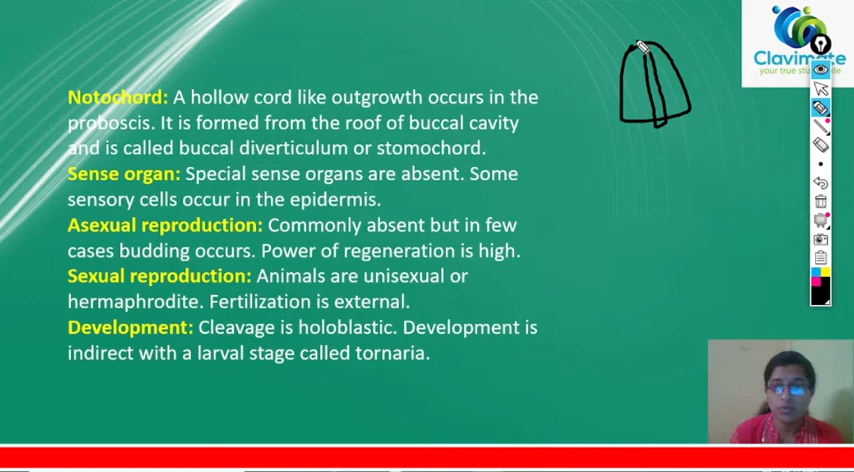 Clavimate
Notochord: A hollow cord like outgrowth occurs in the
proboscis. It is formed from the roof of buccal cavity
and is called buccal diverticulum or stomochord.
Sense organ: Special sense organs are absent. Some
sensory cells occur in the epidermis.
Asexual reproduction: Commonly absent but in few
cases budding occurs. Power of regeneration is high.
Sexual reproduction: Animals are unisexual or
hermaphrodite. Fertilization is external.
Development: Cleavage is holoblastic. Development is
indirect with a larval stage called tornaria.